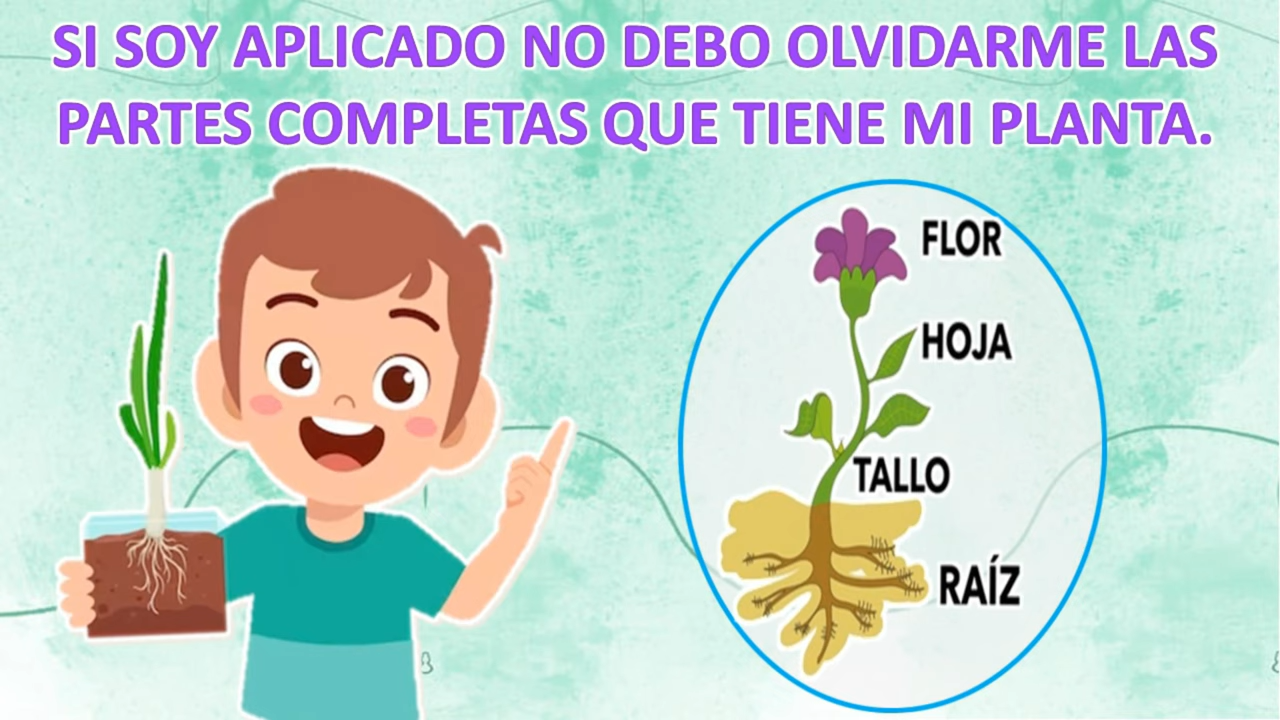 SI SOY APLICADO NO DEBO OLVIDARME LAS
PARTES COMPLETAS QUE TIENE MI PLANTA.
FLOR
HOJA
TALLO
RAÍZ